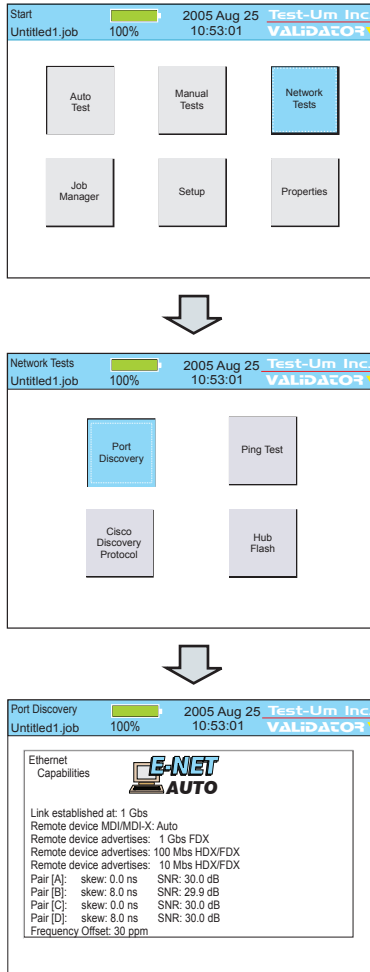 Start
Untitled1.job
100%
2005 Aug 25
10:53:01
Test-Um Inc.
VALIDATOR
Auto
Test
Manual
Tests
Network
Tests
Job
Manager
Setup
Properties
Network Tests
Untitled1.job
100%
2005 Aug 25
10:53:01
Test-Um Inc.
VALIDATOR
Port
Discovery
Ping Test
Cisco
Discovery
Protocol
Hub
Flash
Port Discovery
Untitled1.job
100%
2005 Aug 25
10:53:01
Test-Um Inc.
VALIDATOR
Ethernet
Capabilities
E-NET
AUTO
Link established at: 1 Gbs
Remote device MDI/MDI-X: Auto
Remote device advertises: 1 Gbs FDX
Remote device advertises: 100 Mbs HDX/FDX
Remote device advertises: 10 Mbs HDX/FDX
Pair [A]: skew: 0.0 ns SNR: 30.0 dB
Pair [B]: skew: 8.0 ns SNR: 29.9 dB
Pair [C]: skew: 0.0 ns SNR: 30.0 dB
Pair [D]: skew: 8.0 ns SNR: 30.0 dB
Frequency Offset: 30 ppm